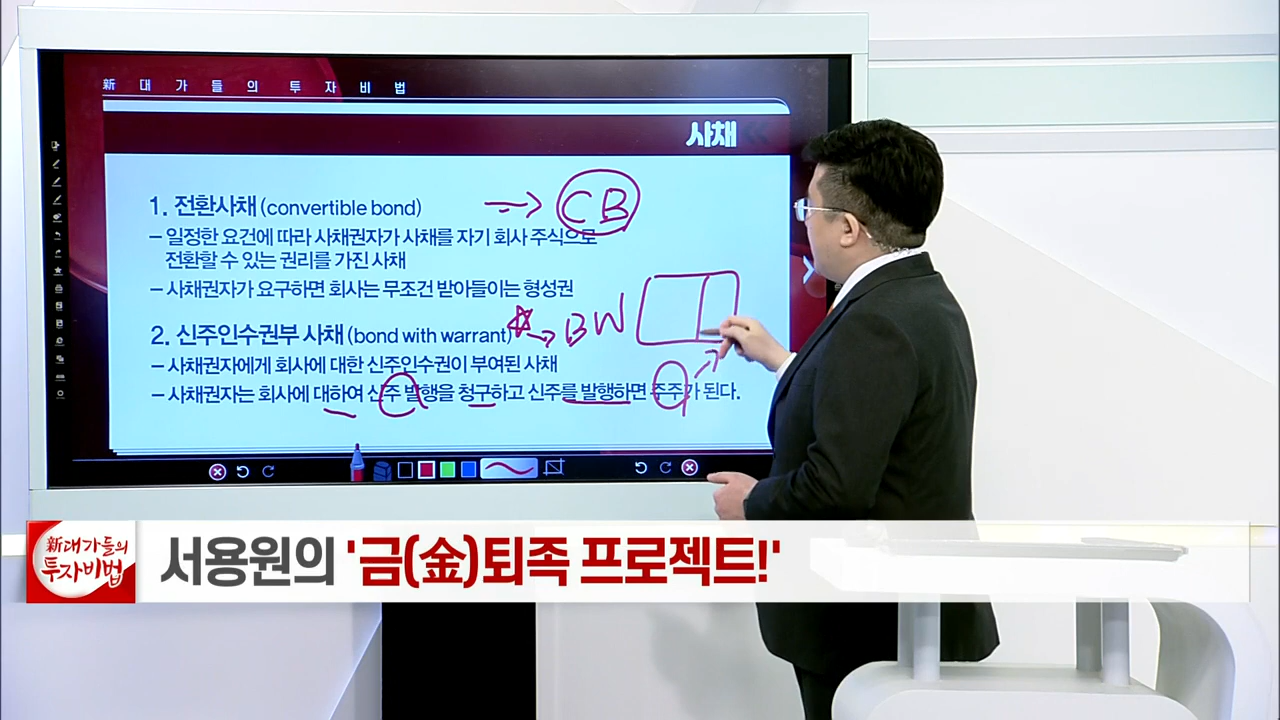 新 대 가 들 의 투 자 비 법
사채
1. 전환사채 (convertible bond)
CB
- 일정한 요건에 따라 사채권자가 사채를 자기 회사 주식으로
전환할 수 있는 권리를 가진 사채
- 사채권자가 요구하면 회사는 무조건 받아들이는 형성권
2. 신주인수권부 사채 (bond with warrant)
BW
- 사채권자에게 회사에 대한 신주인수권이 부여된 사채
- 사채권자는 회사에 대하여 신주 발행을 청구하고 신주를 발행하면 주주가 된다.
新대가들의
투자비법
서용원의 '금(金)퇴족 프로젝트!'